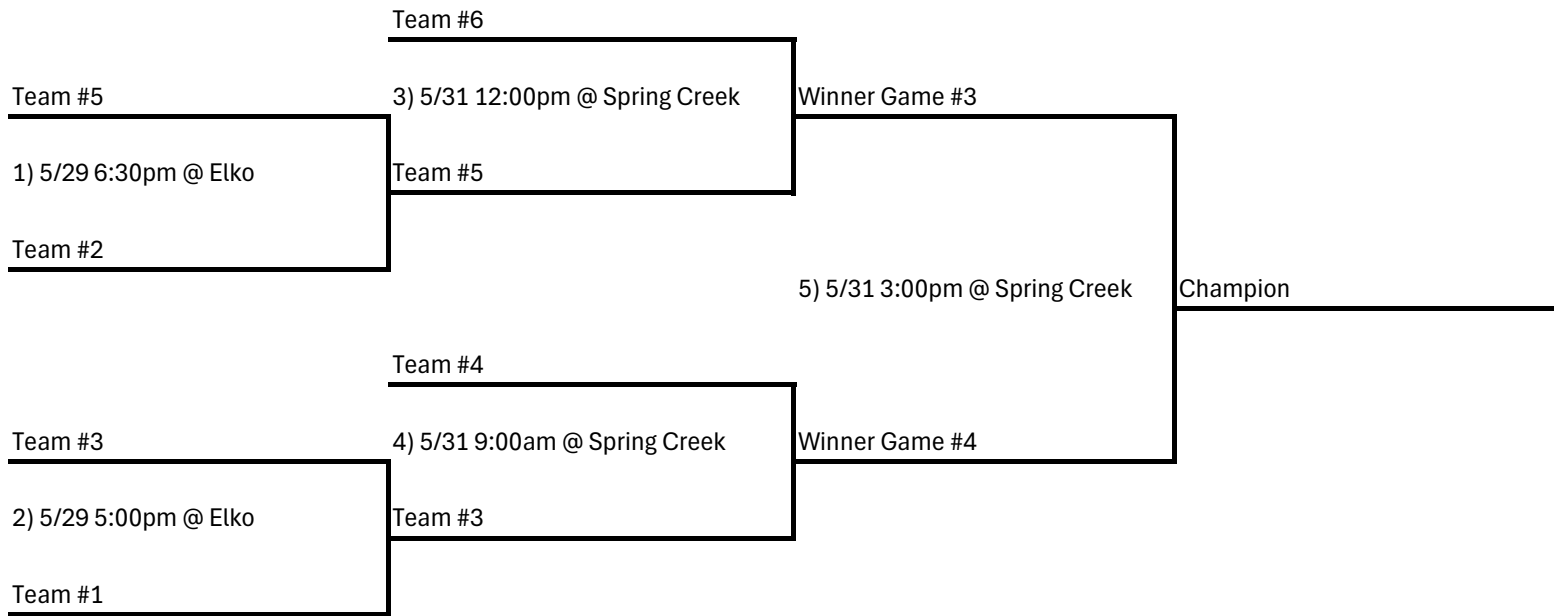 Team #6
Team #5
3) 5/31 12:00pm @ Spring Creek
Winner Game #3
1) 5/29 6:30pm @ Elko
Team #5
Team #2
5) 5/31 3:00pm @ Spring Creek
Champion
Team #4
Team #3
4) 5/31 9:00am @ Spring Creek
Winner Game #4
2) 5/29 5:00pm @ Elko
Team #3
Team #1